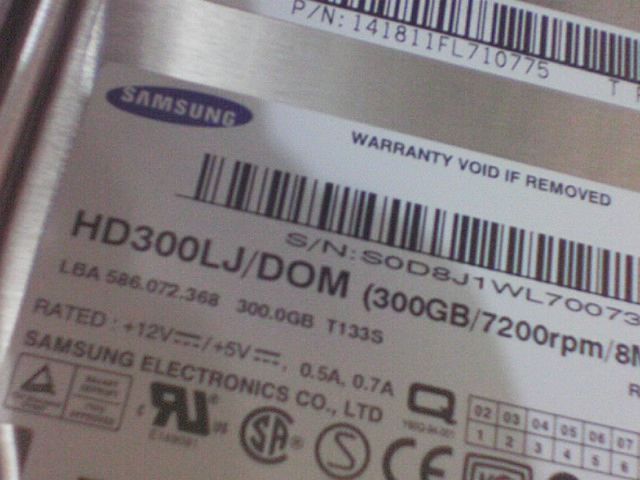 P/N: 141811FL710775
SAMSUNG
WARRANTY VOID IF REMOVED
S/N: S0D8J1WL70073
HD300LJ/DOM (300GB/7200rpm/8M
LBA 586.072.368 300.0GB T133S
RATED : +12V /+5V , 0.5A, 0.7A
SAMSUNG ELECTRONICS CO., LTD
02 03 04 05 06 07
1 2 3 4 5 6